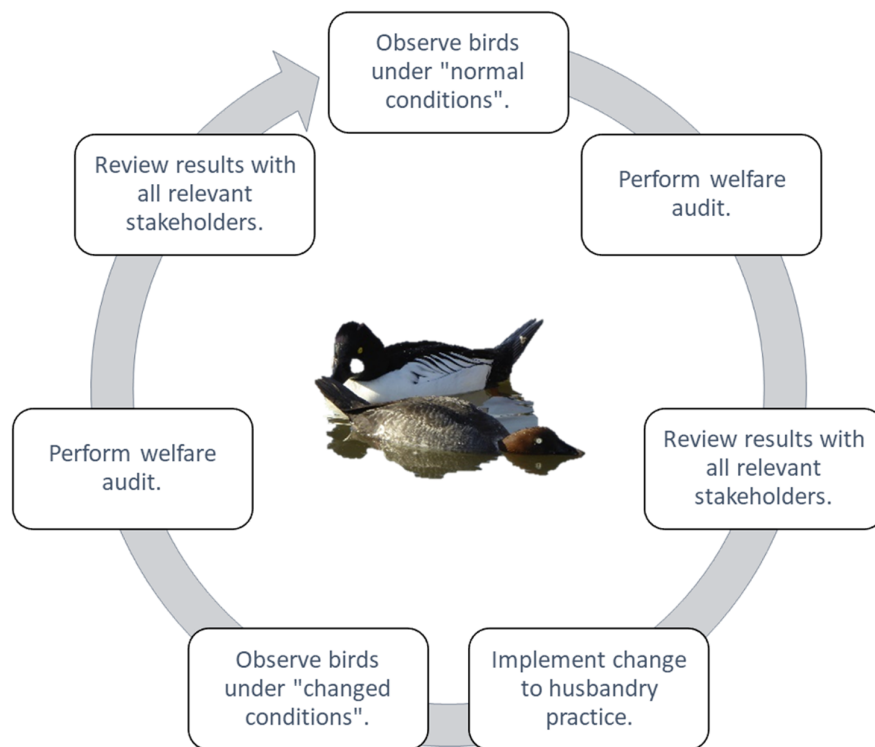 Observe birds
under "normal
conditions".
Perform welfare
audit.
Review results with
all relevant
stakeholders.
Implement change
to husbandry
practice.
Observe birds
under "changed
conditions".
Perform welfare
audit.
Review results with
all relevant
stakeholders.